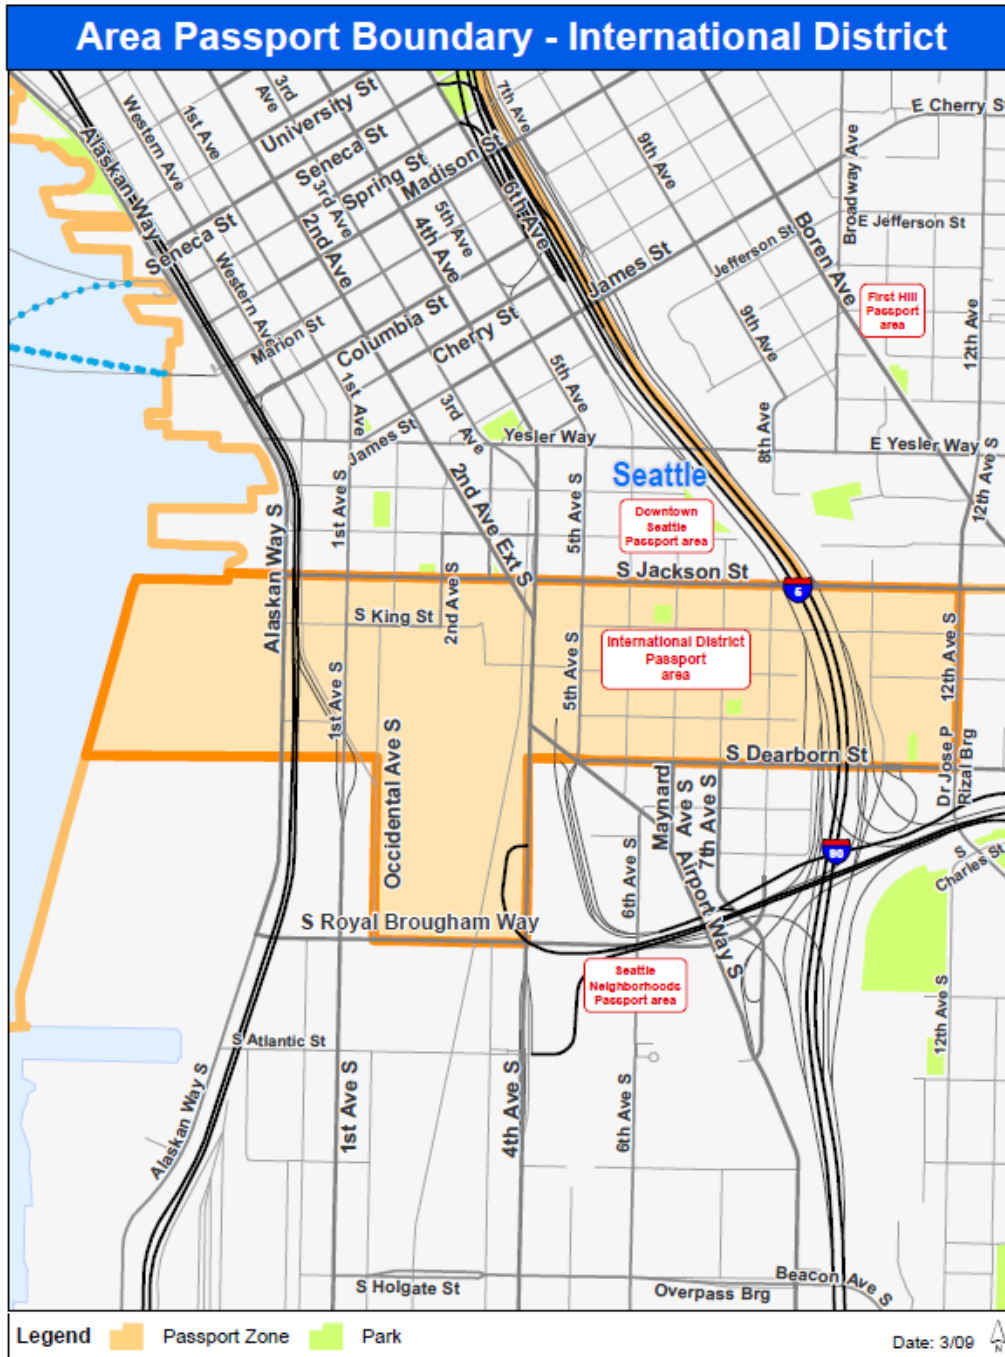 Area Passport Boundary - International District
3rd
Ave
University St
7th Ave
E Cherry St
Western Ave
1st Ave
Alaskan Way
Seneca St
Spring St
Madison St
9th Ave
Broadway Ave
3rd Ave
5th Ave
6th Ave
Boren Ave
E Jefferson St
Jefferson St
Seneca St
2nd Ave
4th Ave
James St
Western Ave
First Hill
Passport
area
Marion St
Columbia St
Cherry St
9th Ave
12th Ave
1st Ave
5th Ave
3rd Ave
James St
8th Ave
Yesler Way
E Yesler Way
Seattle
2nd Ave Ext S
1st Ave S
5th Ave S
12th Ave S
Downtown
Seattle
Passport area
Alaskan Way S
S Jackson St
5
2nd Ave S
S King St
International District
Passport
area
5th Ave S
12th Ave S
1st Ave S
Occidental Ave S
S Dearborn St
Dr Jose P
Rizal Brg
Maynard
Ave S
7th Ave S
90
S
Charles St
6th Ave S
Airport Way S
S Royal Brougham Way
Seattle
Neighborhoods
Passport area
12th Ave S
S Atlantic St
Alaskan Way S
1st Ave S
4th Ave S
6th Ave S
S Holgate St
Beacon Ave S
Overpass Brg
Legend
Passport Zone
Park
Date: 3/09
N